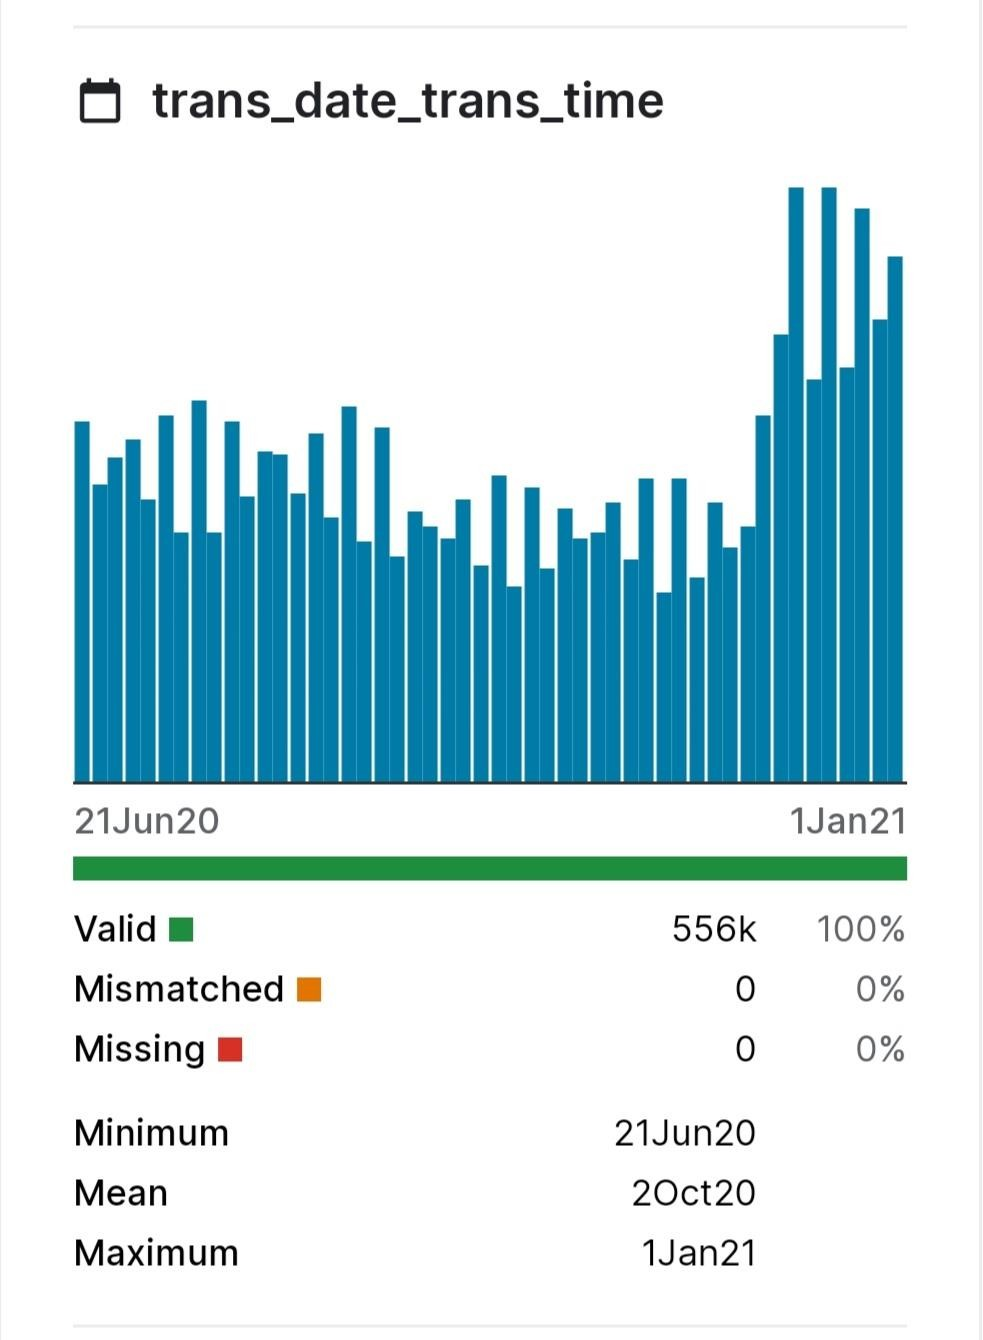 trans_date_trans_time
21Jun20 1Jan21
Valid 556k 100%
Mismatched 0 0%
Missing 0 0%
Minimum 21Jun20
Mean 2Oct20
Maximum 1Jan21